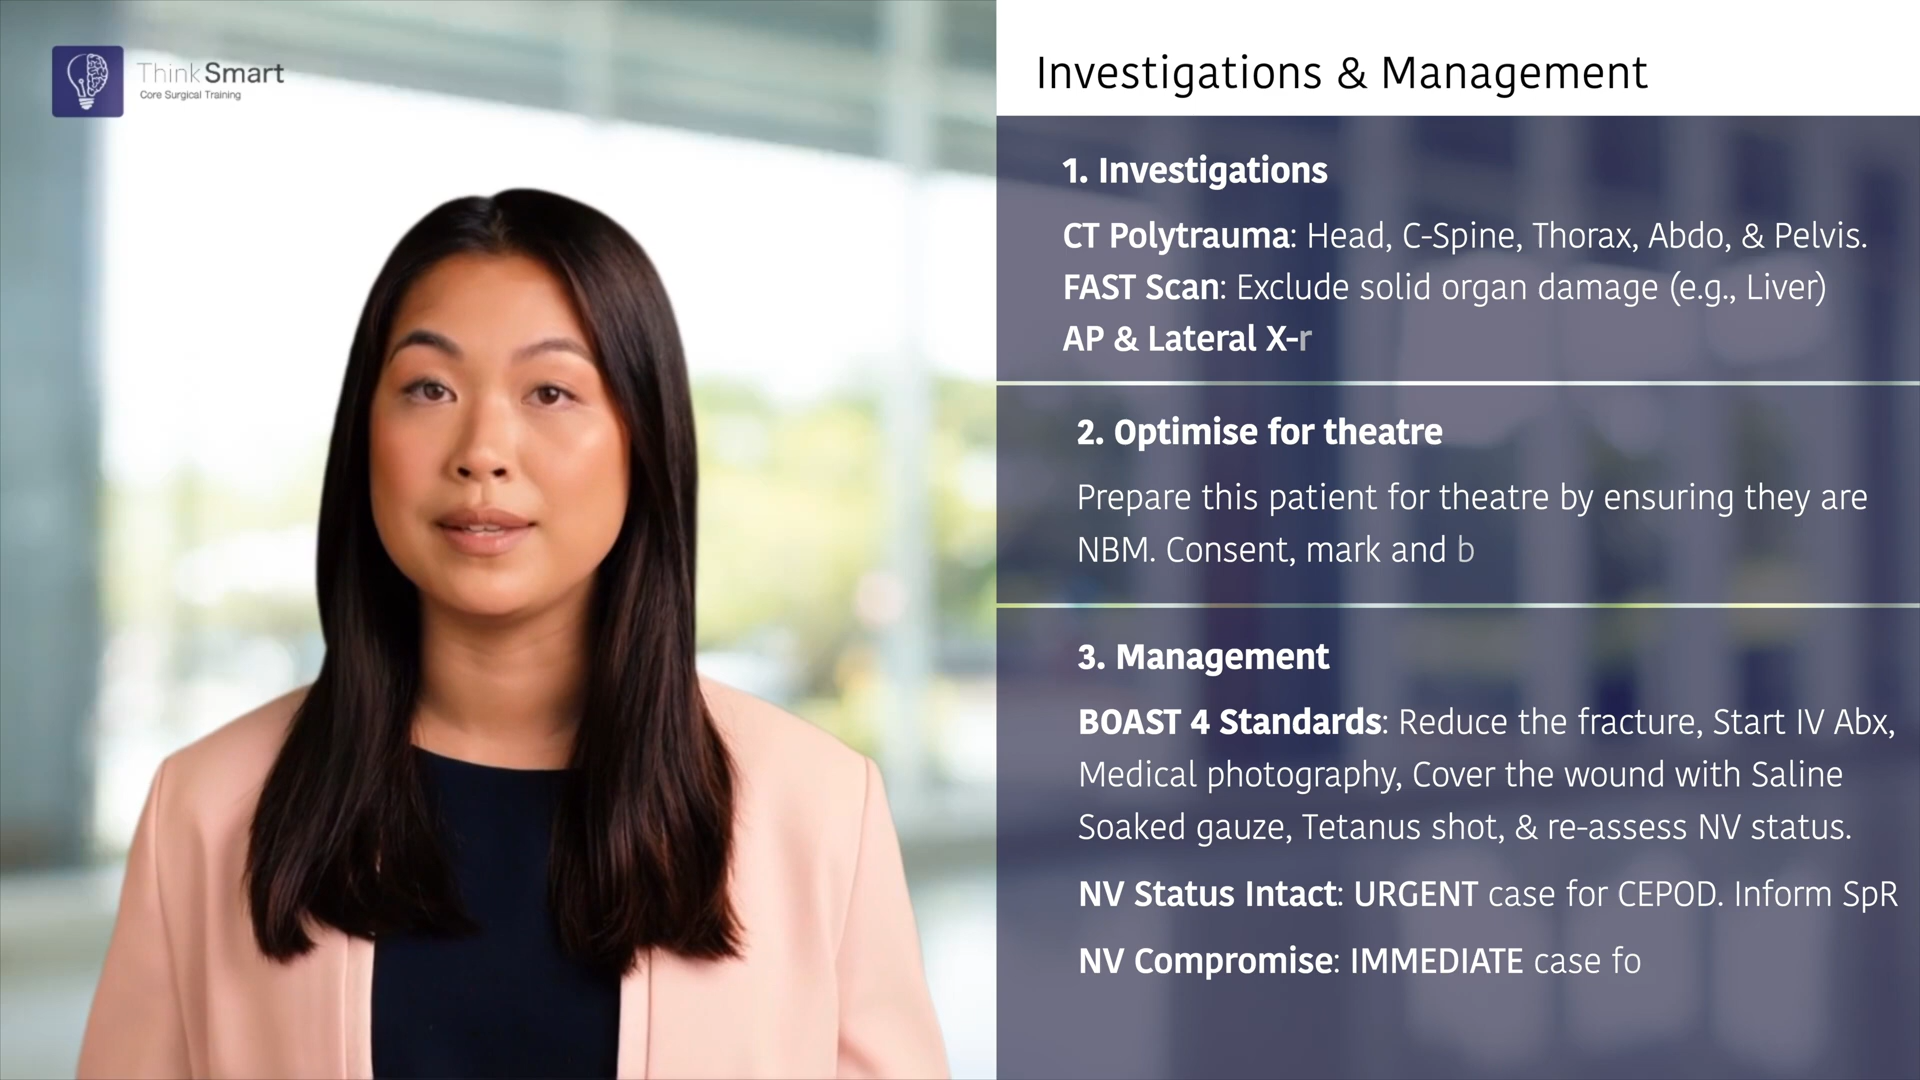 Think Smart
Core Surgical Training
Investigations & Management
1. Investigations
CT Polytrauma: Head, C-Spine, Thorax, Abdo, & Pelvis.
FAST Scan: Exclude solid organ damage (e.g., Liver)
AP & Lateral X-r
2. Optimise for theatre
Prepare this patient for theatre by ensuring they are
NBM. Consent, mark and b
3. Management
BOAST 4 Standards: Reduce the fracture, Start IV Abx,
Medical photography, Cover the wound with Saline
Soaked gauze, Tetanus shot, & re-assess NV status.
NV Status Intact: URGENT case for CEPOD. Inform SpR
NV Compromise: IMMEDIATE case fo